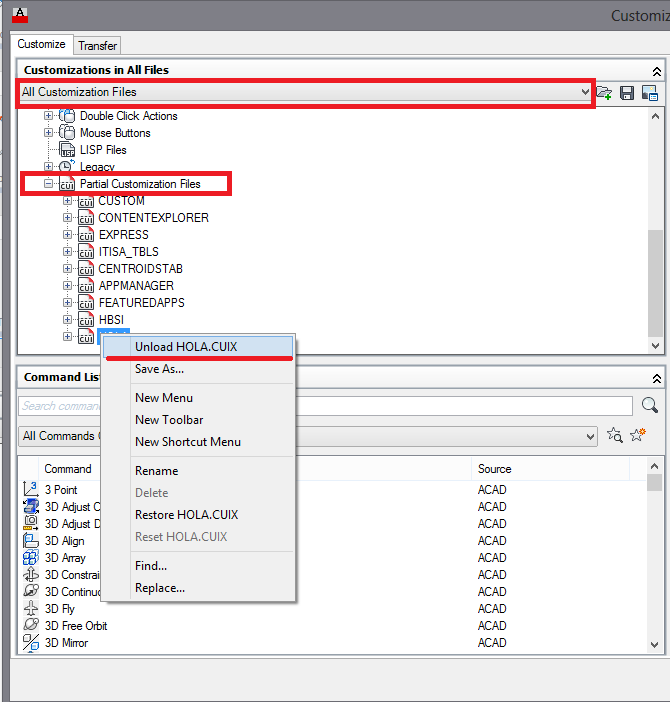 Customiz
Customize
Transfer
Customizations in All Files
All Customization Files
Double Click Actions
Mouse Buttons
LISP Files
Legacy
Partial Customization Files
CUSTOM
CONTENTEXPLORER
EXPRESS
ITISA_TBLS
CENTROIDSTAB
APPMANAGER
FEATUREDAPPS
HBSI
Unload HOLA.CUIX
Save As...
New Menu
New Toolbar
New Shortcut Menu
Rename
Delete
Restore HOLA.CUIX
Reset HOLA.CUIX
Find...
Replace...
Command Lis
Search comman
All Commands
Command Source
3 Point ACAD
3D Adjust C ACAD
3D Adjust D ACAD
3D Align ACAD
3D Array ACAD
3D Constrai ACAD
3D Continuo ACAD
3D Fly ACAD
3D Free Orbit ACAD
3D Mirror ACAD